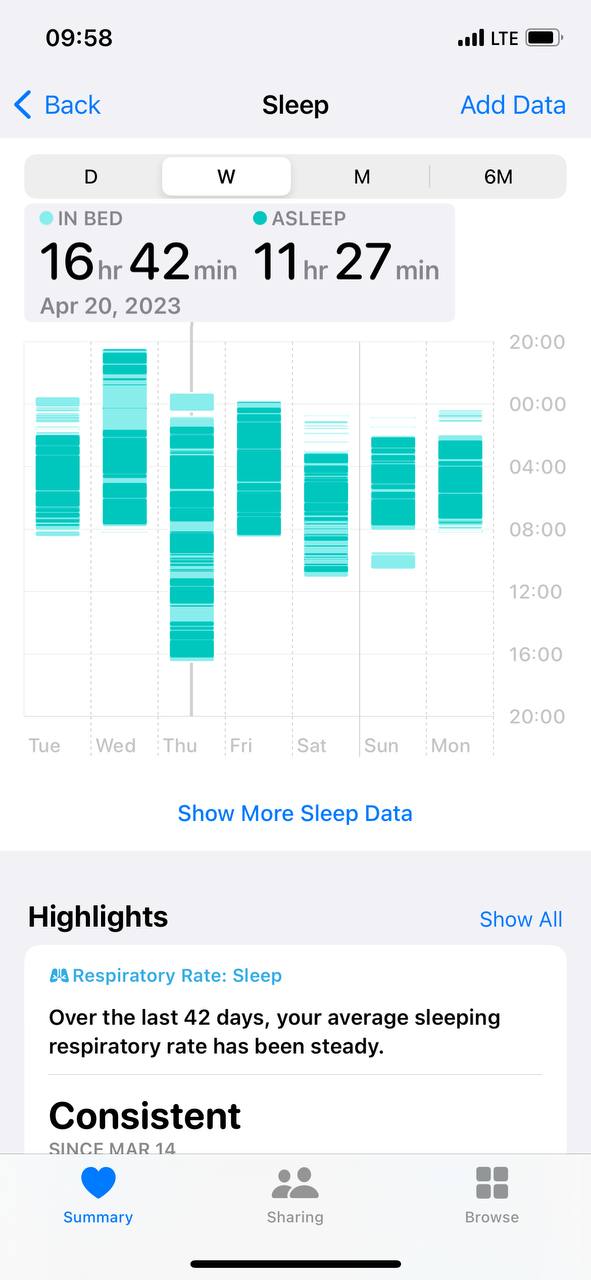 09:58
LTE
Back
Sleep
Add Data
D
W
M
6M
IN BED
ASLEEP
16 hr 42 min
11 hr 27 min
Apr 20, 2023
20:00
00:00
04:00
08:00
12:00
16:00
20:00
Tue
Wed
Thu
Fri
Sat
Sun
Mon
Show More Sleep Data
Highlights
Show All
Respiratory Rate: Sleep
Over the last 42 days, your average sleeping
respiratory rate has been steady.
Consistent
SINCE MAR 14
Summary
Sharing
Browse